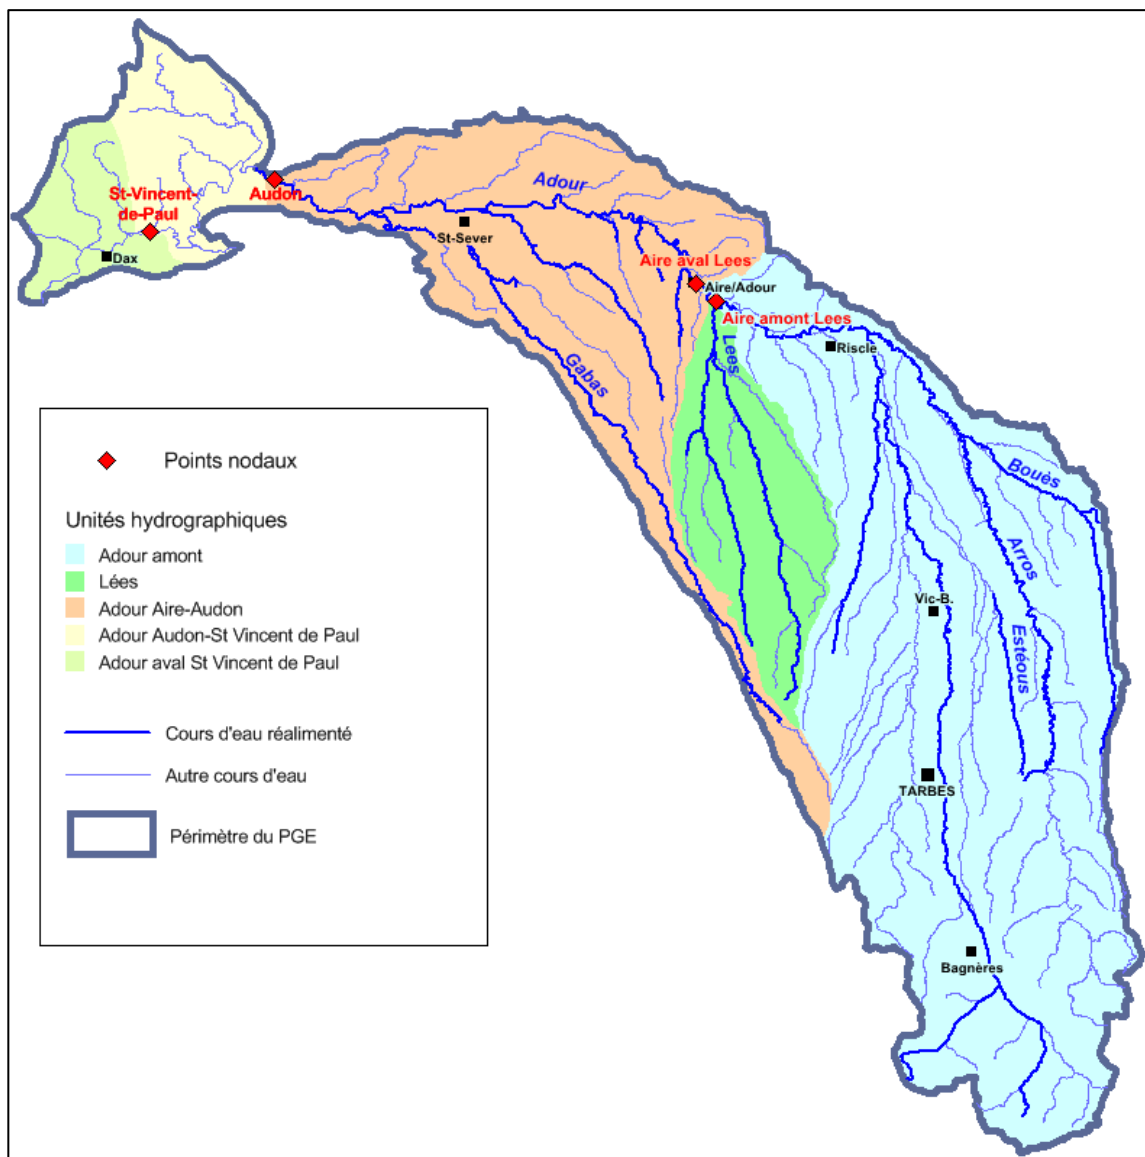 St-Vincent-
de-Paul
Audon
Dax
Adour
St-Sever
Aire aval Lees
Aire/Adour
Aire amont Lees
Lees
Riscle
Gabas
Bouès
Arros
Vic-B.
Estéous
TARBES
Bagnères
Points nodaux
Unités hydrographiques
Adour amont
Lées
Adour Aire-Audon
Adour Audon-St Vincent de Paul
Adour aval St Vincent de Paul
Cours d'eau réalimenté
Autre cours d'eau
Périmètre du PGE